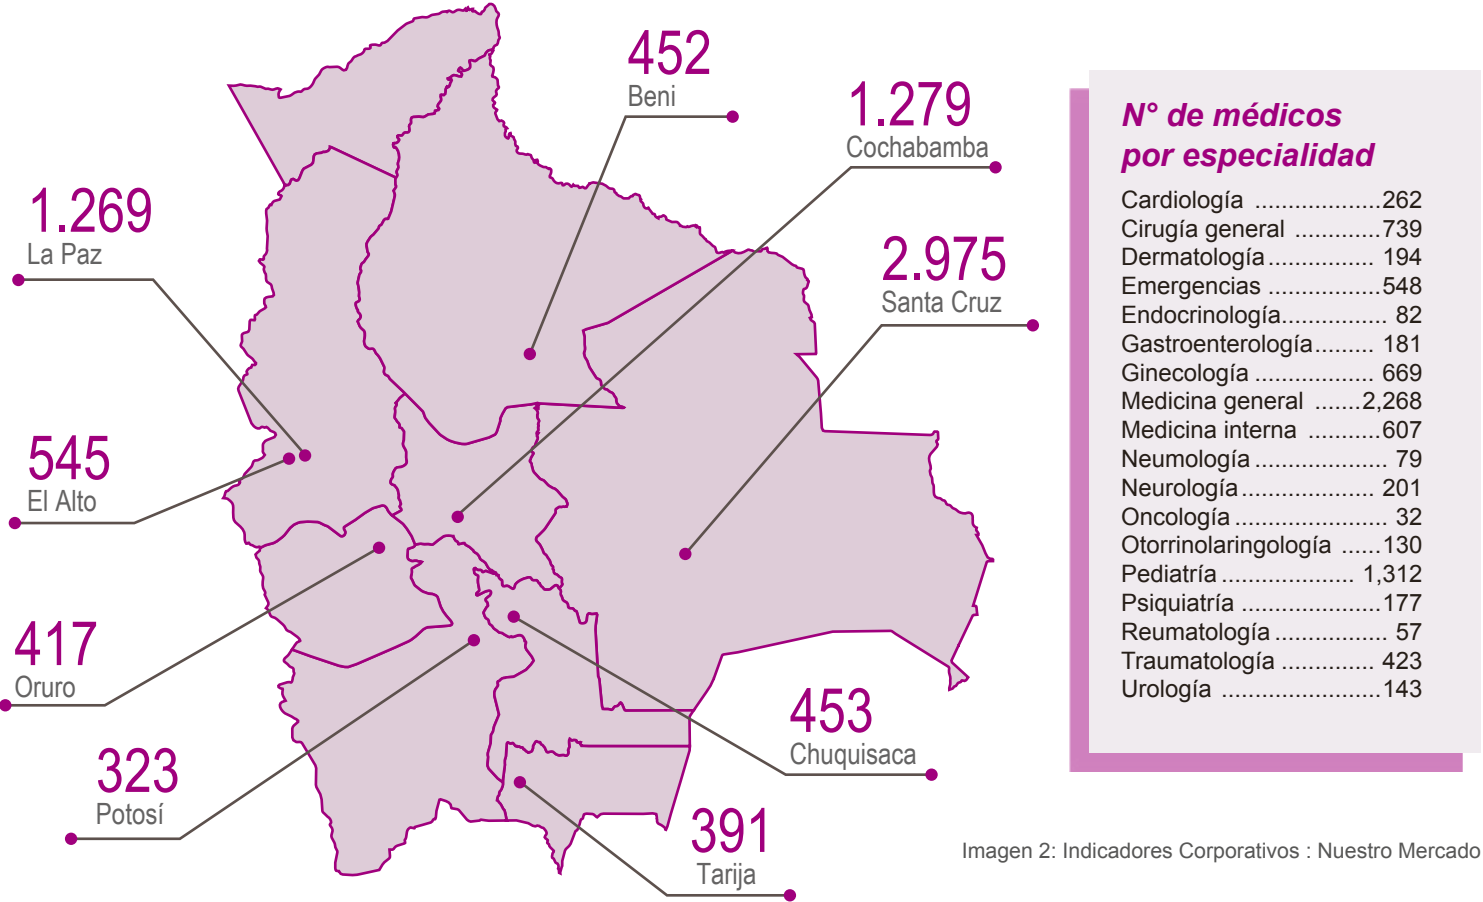 452
Beni
1.279
Cochabamba
1.269
La Paz
2.975
Santa Cruz
545
El Alto
417
Oruro
453
Chuquisaca
323
Potosí
391
Tarija
N° de médicos
por especialidad
Cardiología ...................262
Cirugía general .............739
Dermatología................ 194
Emergencias .................548
Endocrinología................ 82
Gastroenterología......... 181
Ginecología .................. 669
Medicina general .......2,268
Medicina interna ...........607
Neumología .................... 79
Neurología.................... 201
Oncología ....................... 32
Otorrinolaringología ......130
Pediatría .................... 1,312
Psiquiatría .....................177
Reumatología ................. 57
Traumatología .............. 423
Urología ........................143
Imagen 2: Indicadores Corporativos : Nuestro Mercado